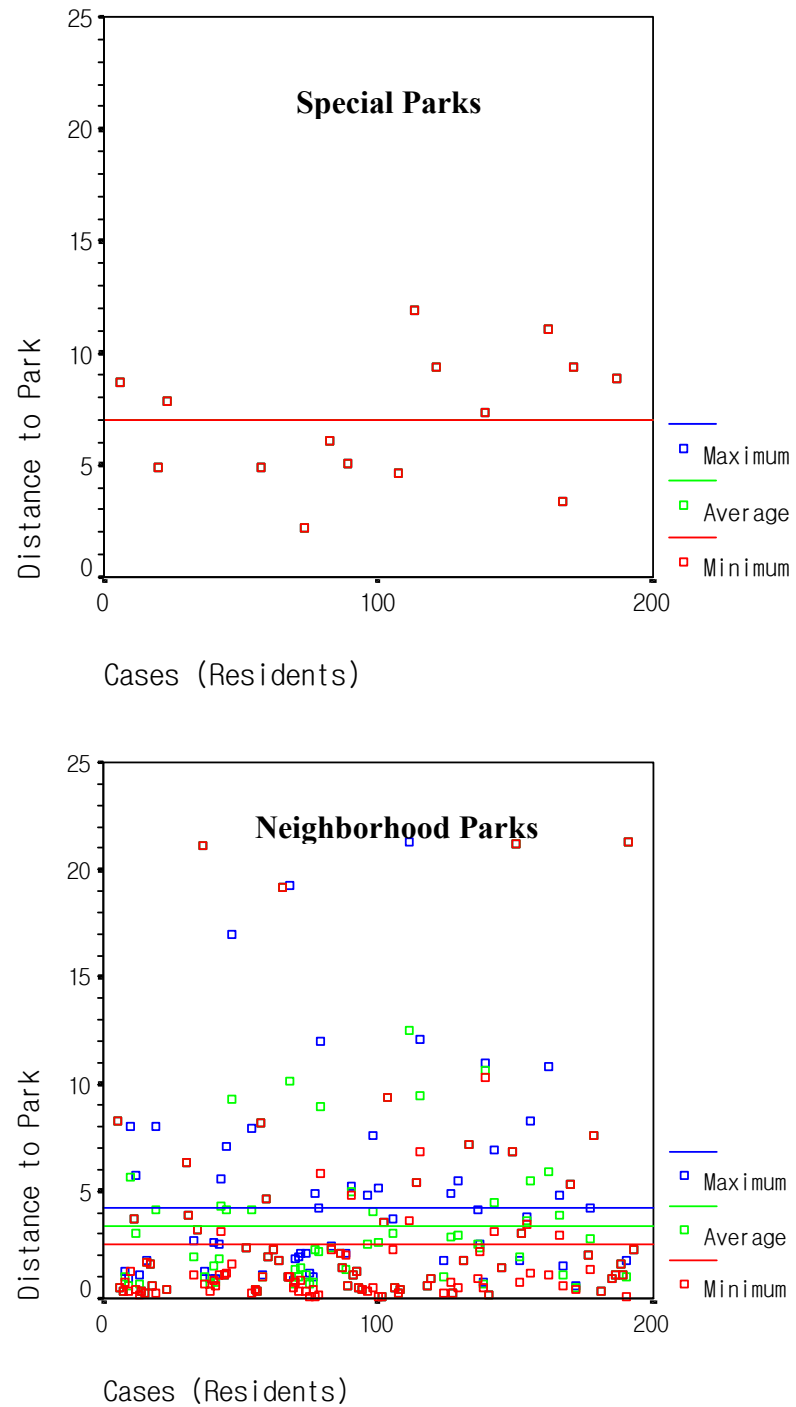 25
Special Parks
20
15
10
5
0
Distance to Park
0 100 200
Cases (Residents)
Maximum
Average
Minimum
25
Neighborhood Parks
20
15
10
5
0
Distance to Park
0 100 200
Cases (Residents)
Maximum
Average
Minimum